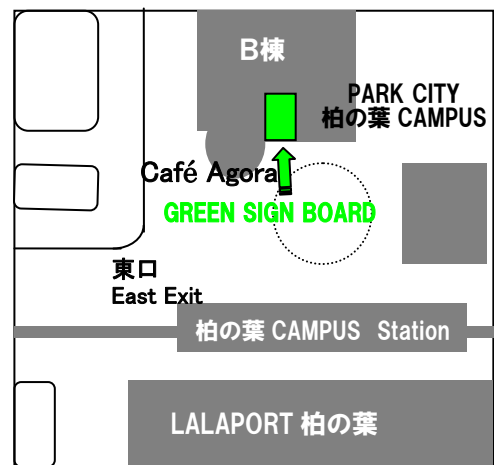 B棟
PARK CITY
柏の葉 CAMPUS
Café Agora
GREEN SIGN BOARD
東口
East Exit
柏の葉 CAMPUS Station
LALAPORT 柏の葉